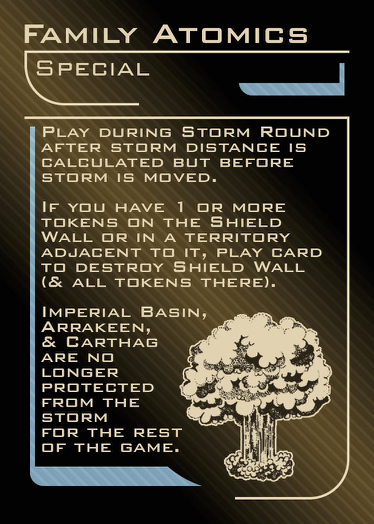 Family Atomics
Special
Play during Storm Round
after storm distance is
calculated but before
storm is moved.
If you have 1 or more
tokens on the Shield
Wall or in a territory
adjacent to it, play card
to destroy Shield Wall
(& all tokens there).
Imperial Basin,
Arrakeen,
& Carthag
are no
longer
protected
from the
storm
for the rest
of the game.